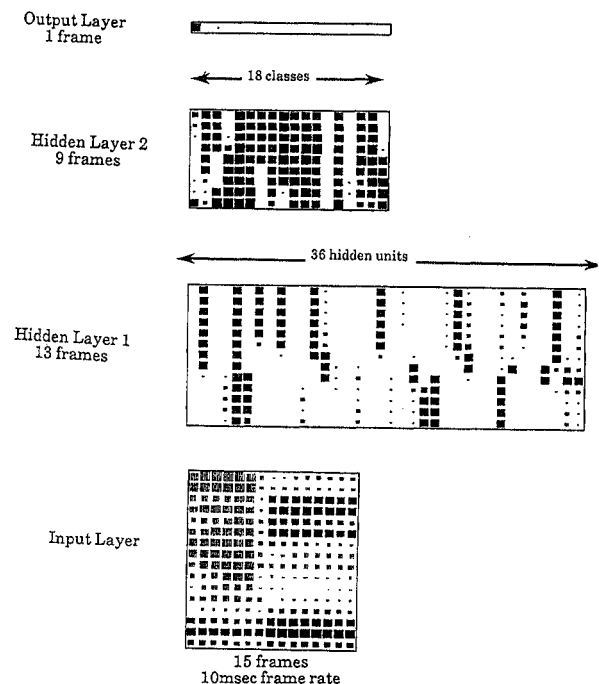 Output Layer
1 frame
18 classes
Hidden Layer 2
9 frames
36 hidden units
Hidden Layer 1
13 frames
Input Layer
15 frames
10msec frame rate